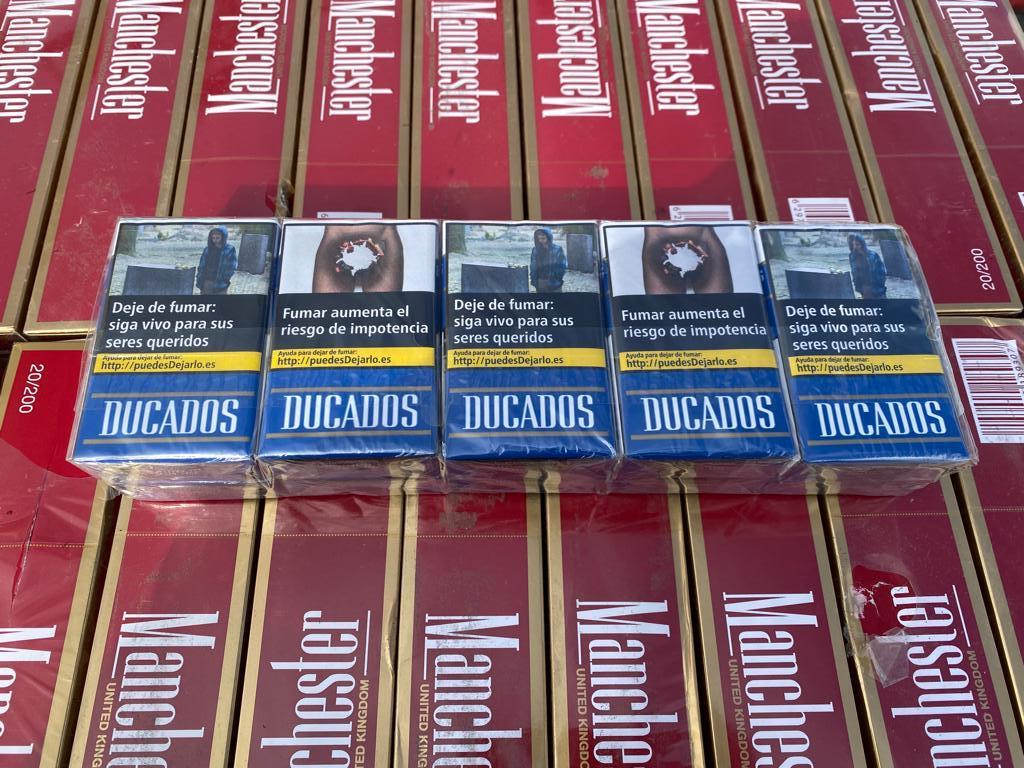 Manchester
Manchester
Manchester
Manchester
Manchester
Manchester
Manchester
Manchester
Manchester
Manchester
20/200
Deje de fumar:
siga vivo para sus
seres queridos
Ayuda para dejar de fumar:
http://puedesDejarlo.es
DUCADOS
Fumar aumenta el
riesgo de impotencia
Ayuda para dejar de fumar:
http://puedesDejarlo.es
DUCADOS
Deje de fumar:
siga vivo para sus
seres queridos
Ayuda para dejar de fumar:
http://puedesDejarlo.es
DUCADOS
Fumar aumenta el
riesgo de impotencia
Ayuda para dejar de fumar:
http://puedesDejarlo.es
DUCADOS
Deje de fumar:
siga vivo para sus
seres queridos
Ayuda para dejar de fumar:
http://puedesDejarlo.es
DUCADOS
20/200
Manchester
UNITED KINGDOM
Manchester
UNITED KINGDOM
Manchester
UNITED KINGDOM
Manchester
UNITED KINGDOM
Manchester
UNITED KINGDOM
Manchester
UNITED KINGDOM